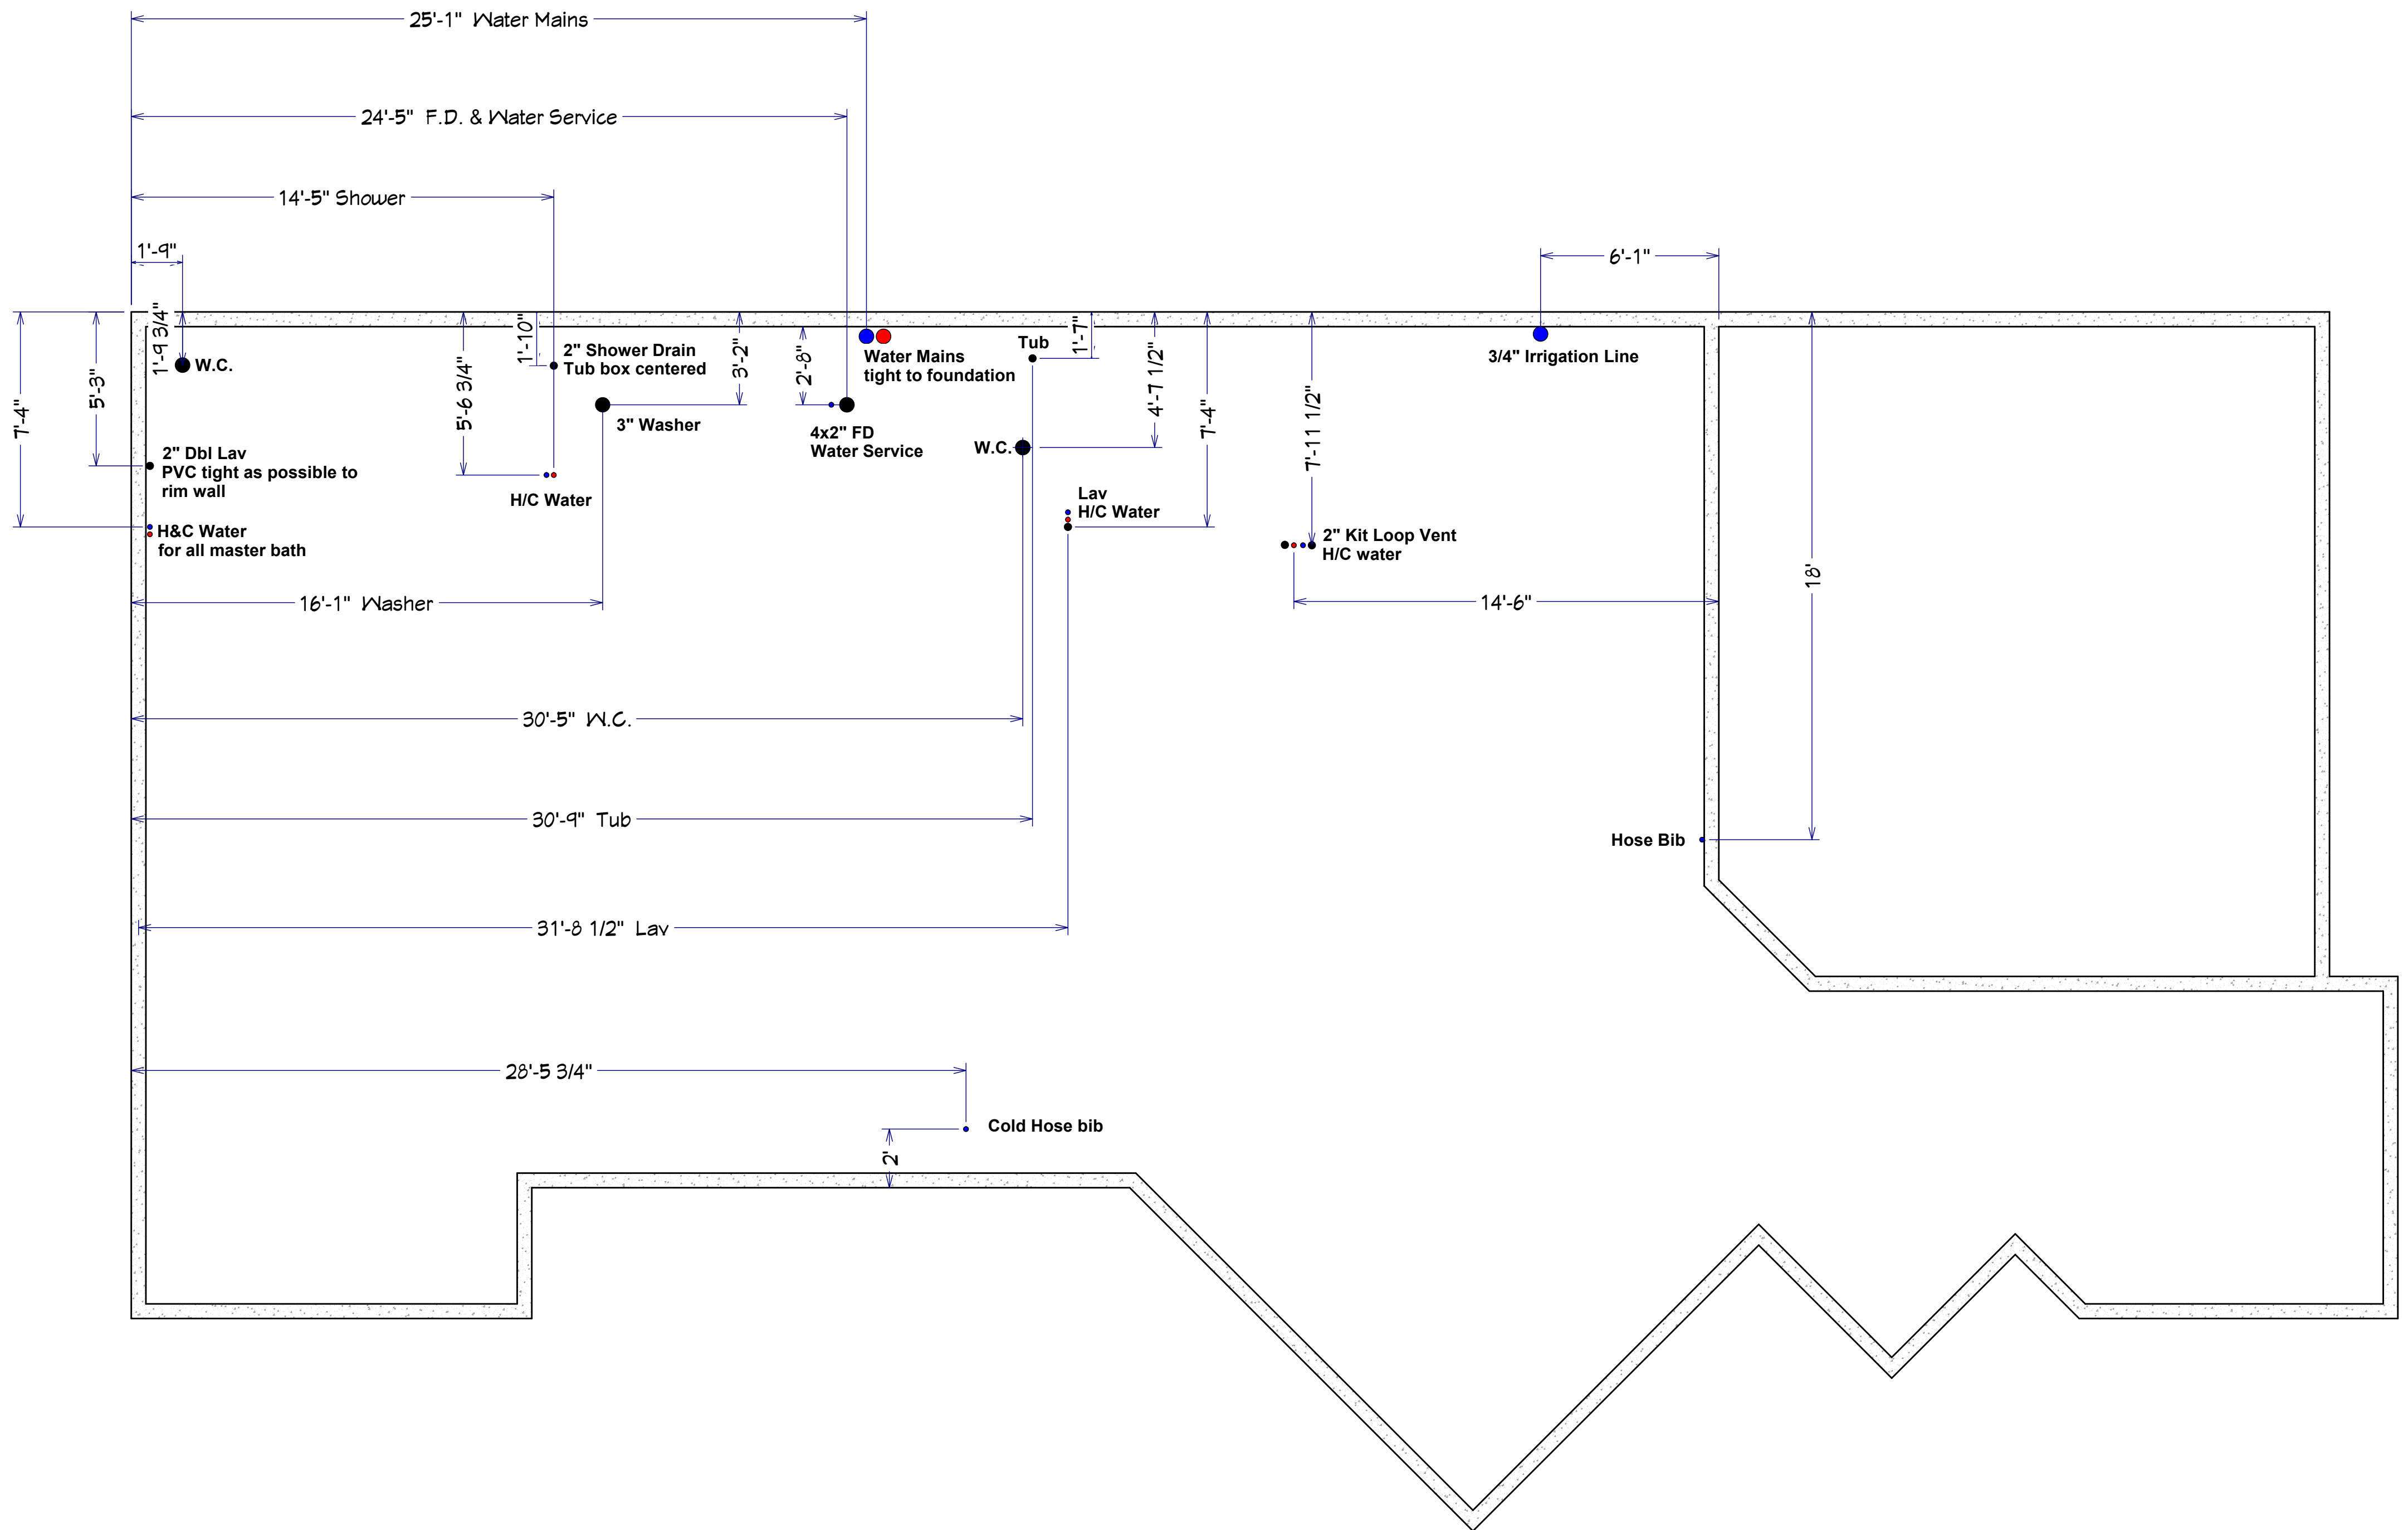 25'-1" Water Mains
24'-5" F.D. & Water Service
14'-5" Shower
1'-9"
6'-1"
1'-9 3/4"
W.C.
7'-4"
5'-3"
5'-6 3/4"
1'-10"
2" Shower Drain
Tub box centered
3'-2"
2'-8"
Water Mains
tight to foundation
Tub
1'-7"
4'-7 1/2"
7'-4"
7'-11 1/2"
3/4" Irrigation Line
3" Washer
4x2" FD
Water Service
W.C.
2" Dbl Lav
PVC tight as possible to
rim wall
H/C Water
Lav
H/C Water
H&C Water
for all master bath
2" Kit Loop Vent
H/C water
18'
16'-1" Washer
14'-6"
30'-5" W.C.
30'-9" Tub
Hose Bib
31'-8 1/2" Lav
28'-5 3/4"
Cold Hose bib
2'